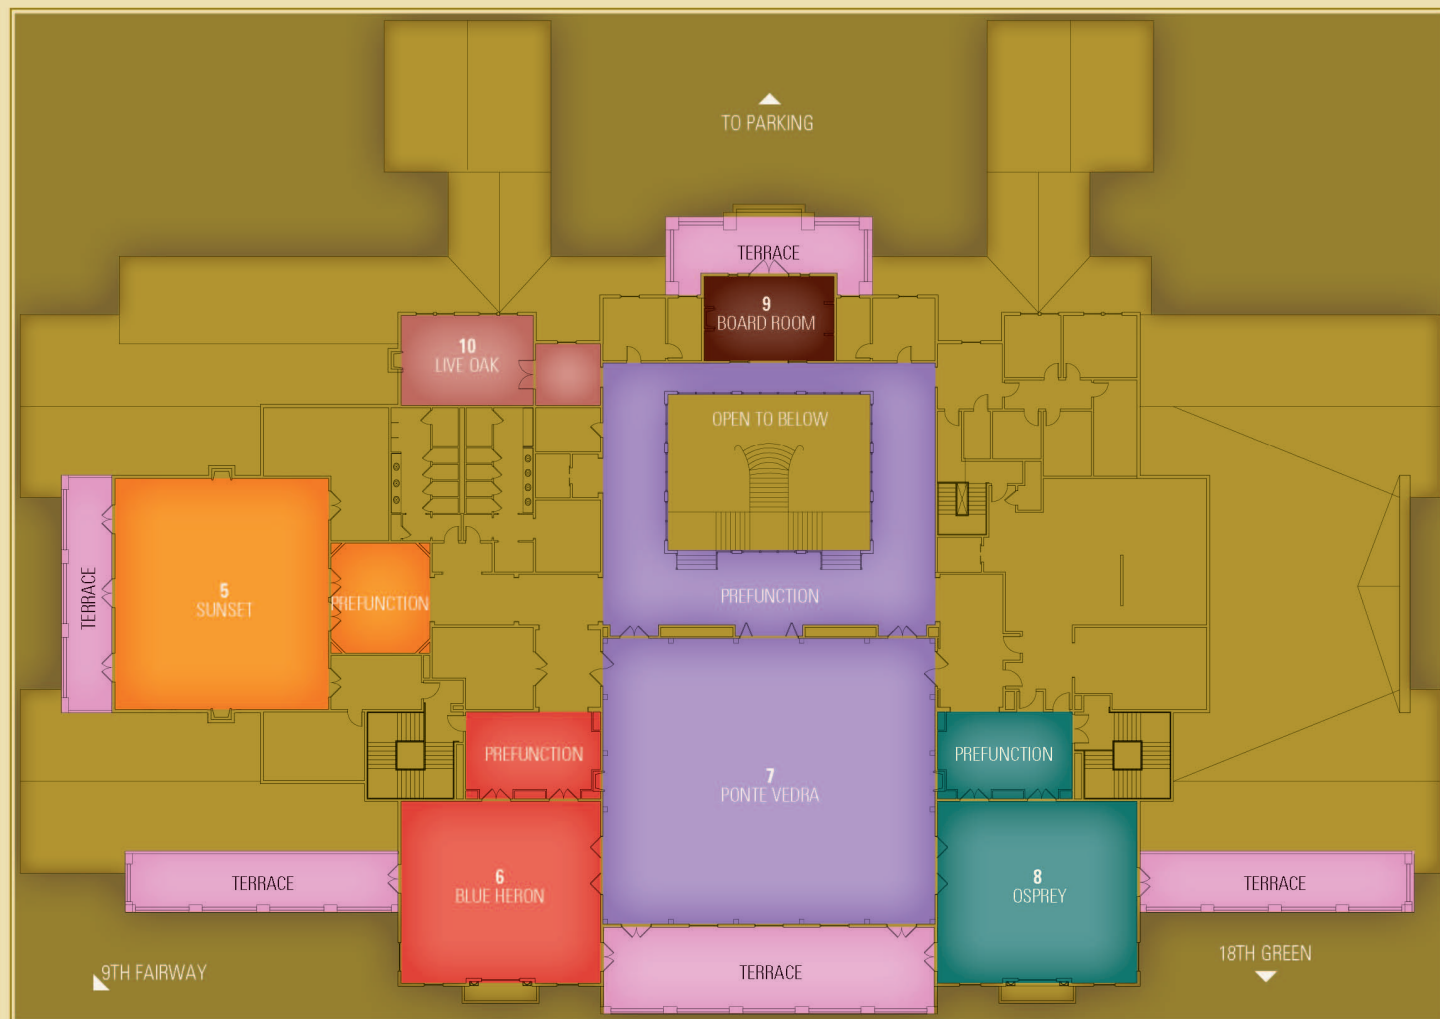 TO PARKING
TERRACE
9
BOARD ROOM
10
LIVE OAK
OPEN TO BELOW
5
SUNSET
TERRACE
PREFUNCTION
PREFUNCTION
PREFUNCTION
7
PONTE VEDRA
PREFUNCTION
TERRACE
6
BLUE HERON
8
OSPREY
TERRACE
9TH FAIRWAY
TERRACE
18TH GREEN